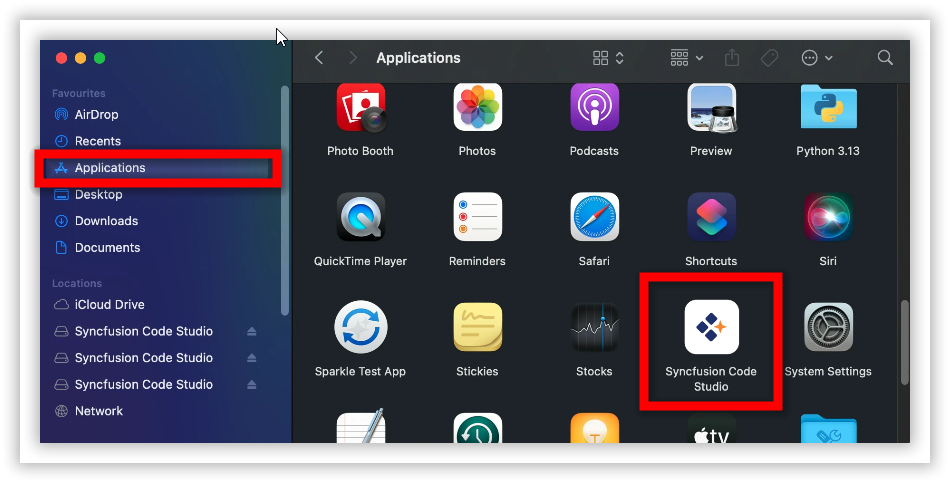 Applications
Favourites
AirDrop
Recents
Applications
Desktop
Downloads
Documents
Locations
iCloud Drive
Syncfusion Code Studio
Syncfusion Code Studio
Syncfusion Code Studio
Network
Photo Booth
Photos
Podcasts
Preview
Python 3.13
QuickTime Player
Reminders
Safari
Shortcuts
Siri
Sparkle Test App
Stickies
Stocks
Syncfusion Code
Studio
System Settings
tv